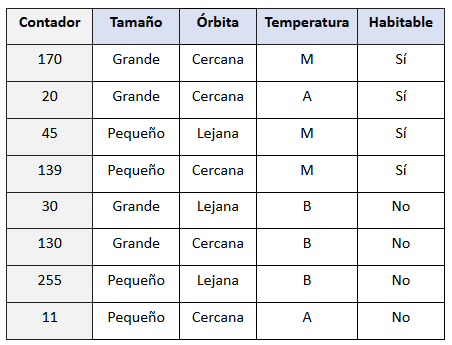 Contador Tamaño Órbita Temperatura Habitable
170 Grande Cercana M Sí
20 Grande Cercana A Sí
45 Pequeño Lejana M Sí
139 Pequeño Cercana M Sí
30 Grande Lejana B No
130 Grande Cercana B No
255 Pequeño Lejana B No
11 Pequeño Cercana A No